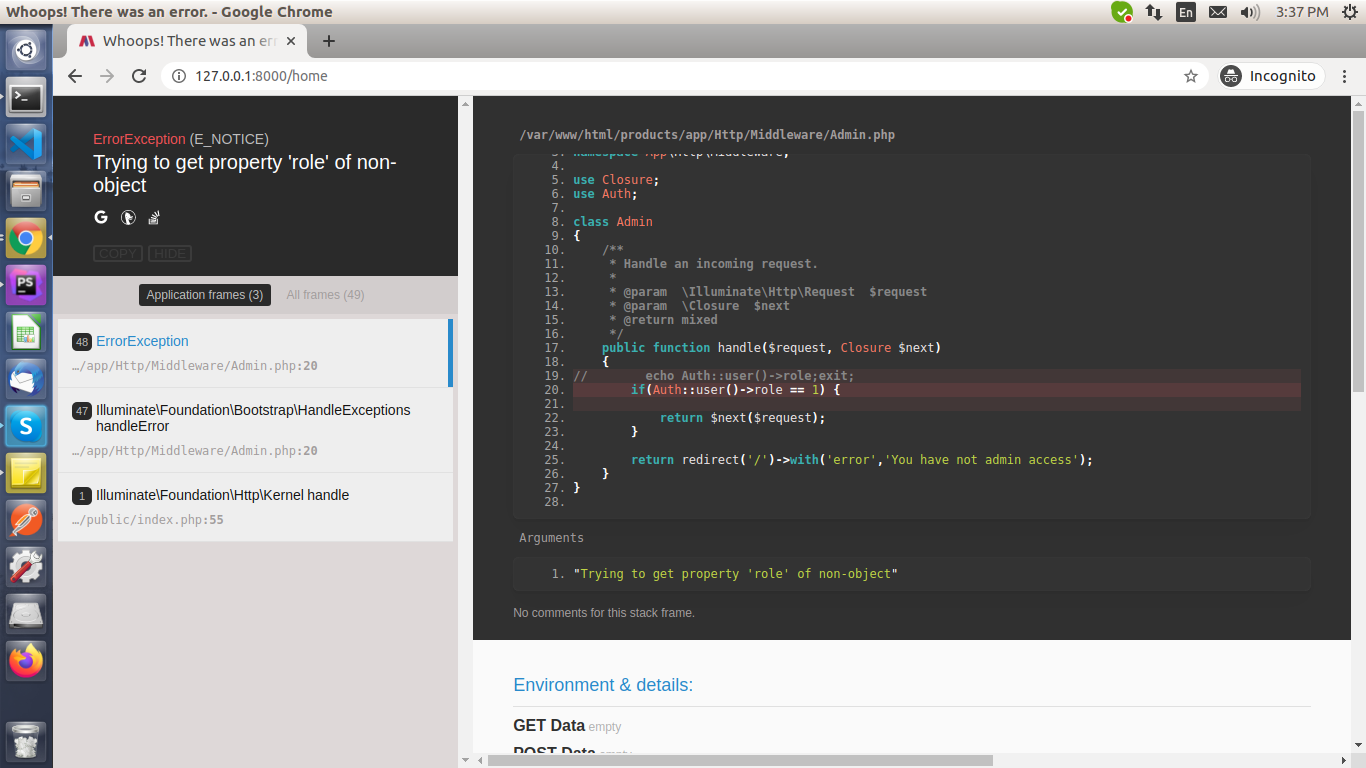 Whoops! There was an error. - Google Chrome
En
3:37 PM
Whoops! There was an err
127.0.0.1:8000/home
Incognito
ErrorException (E_NOTICE)
Trying to get property 'role' of non-
object
COPY HIDE
Application frames (3) All frames (49)
48 ErrorException
…/app/Http/Middleware/Admin.php:20
47 Illuminate\Foundation\Bootstrap\HandleExceptions
handleError
…/app/Http/Middleware/Admin.php:20
1 Illuminate\Foundation\Http\Kernel handle
…/public/index.php:55
/var/www/html/products/app/Http/Middleware/Admin.php
3. namespace App\Http\Middleware;
4.
5. use Closure;
6. use Auth;
7.
8. class Admin
9. {
10. /**
11. * Handle an incoming request.
12. *
13. * @param \Illuminate\Http\Request $request
14. * @param \Closure $next
15. * @return mixed
16. */
17. public function handle($request, Closure $next)
18. {
19. // echo Auth::user()->role;exit;
20. if(Auth::user()->role == 1) {
21.
22. return $next($request);
23. }
24.
25. return redirect('/')->with('error','You have not admin access');
26. }
27. }
28.
Arguments
1. "Trying to get property 'role' of non-object"
No comments for this stack frame.
Environment & details:
GET Data empty
POST Data empty